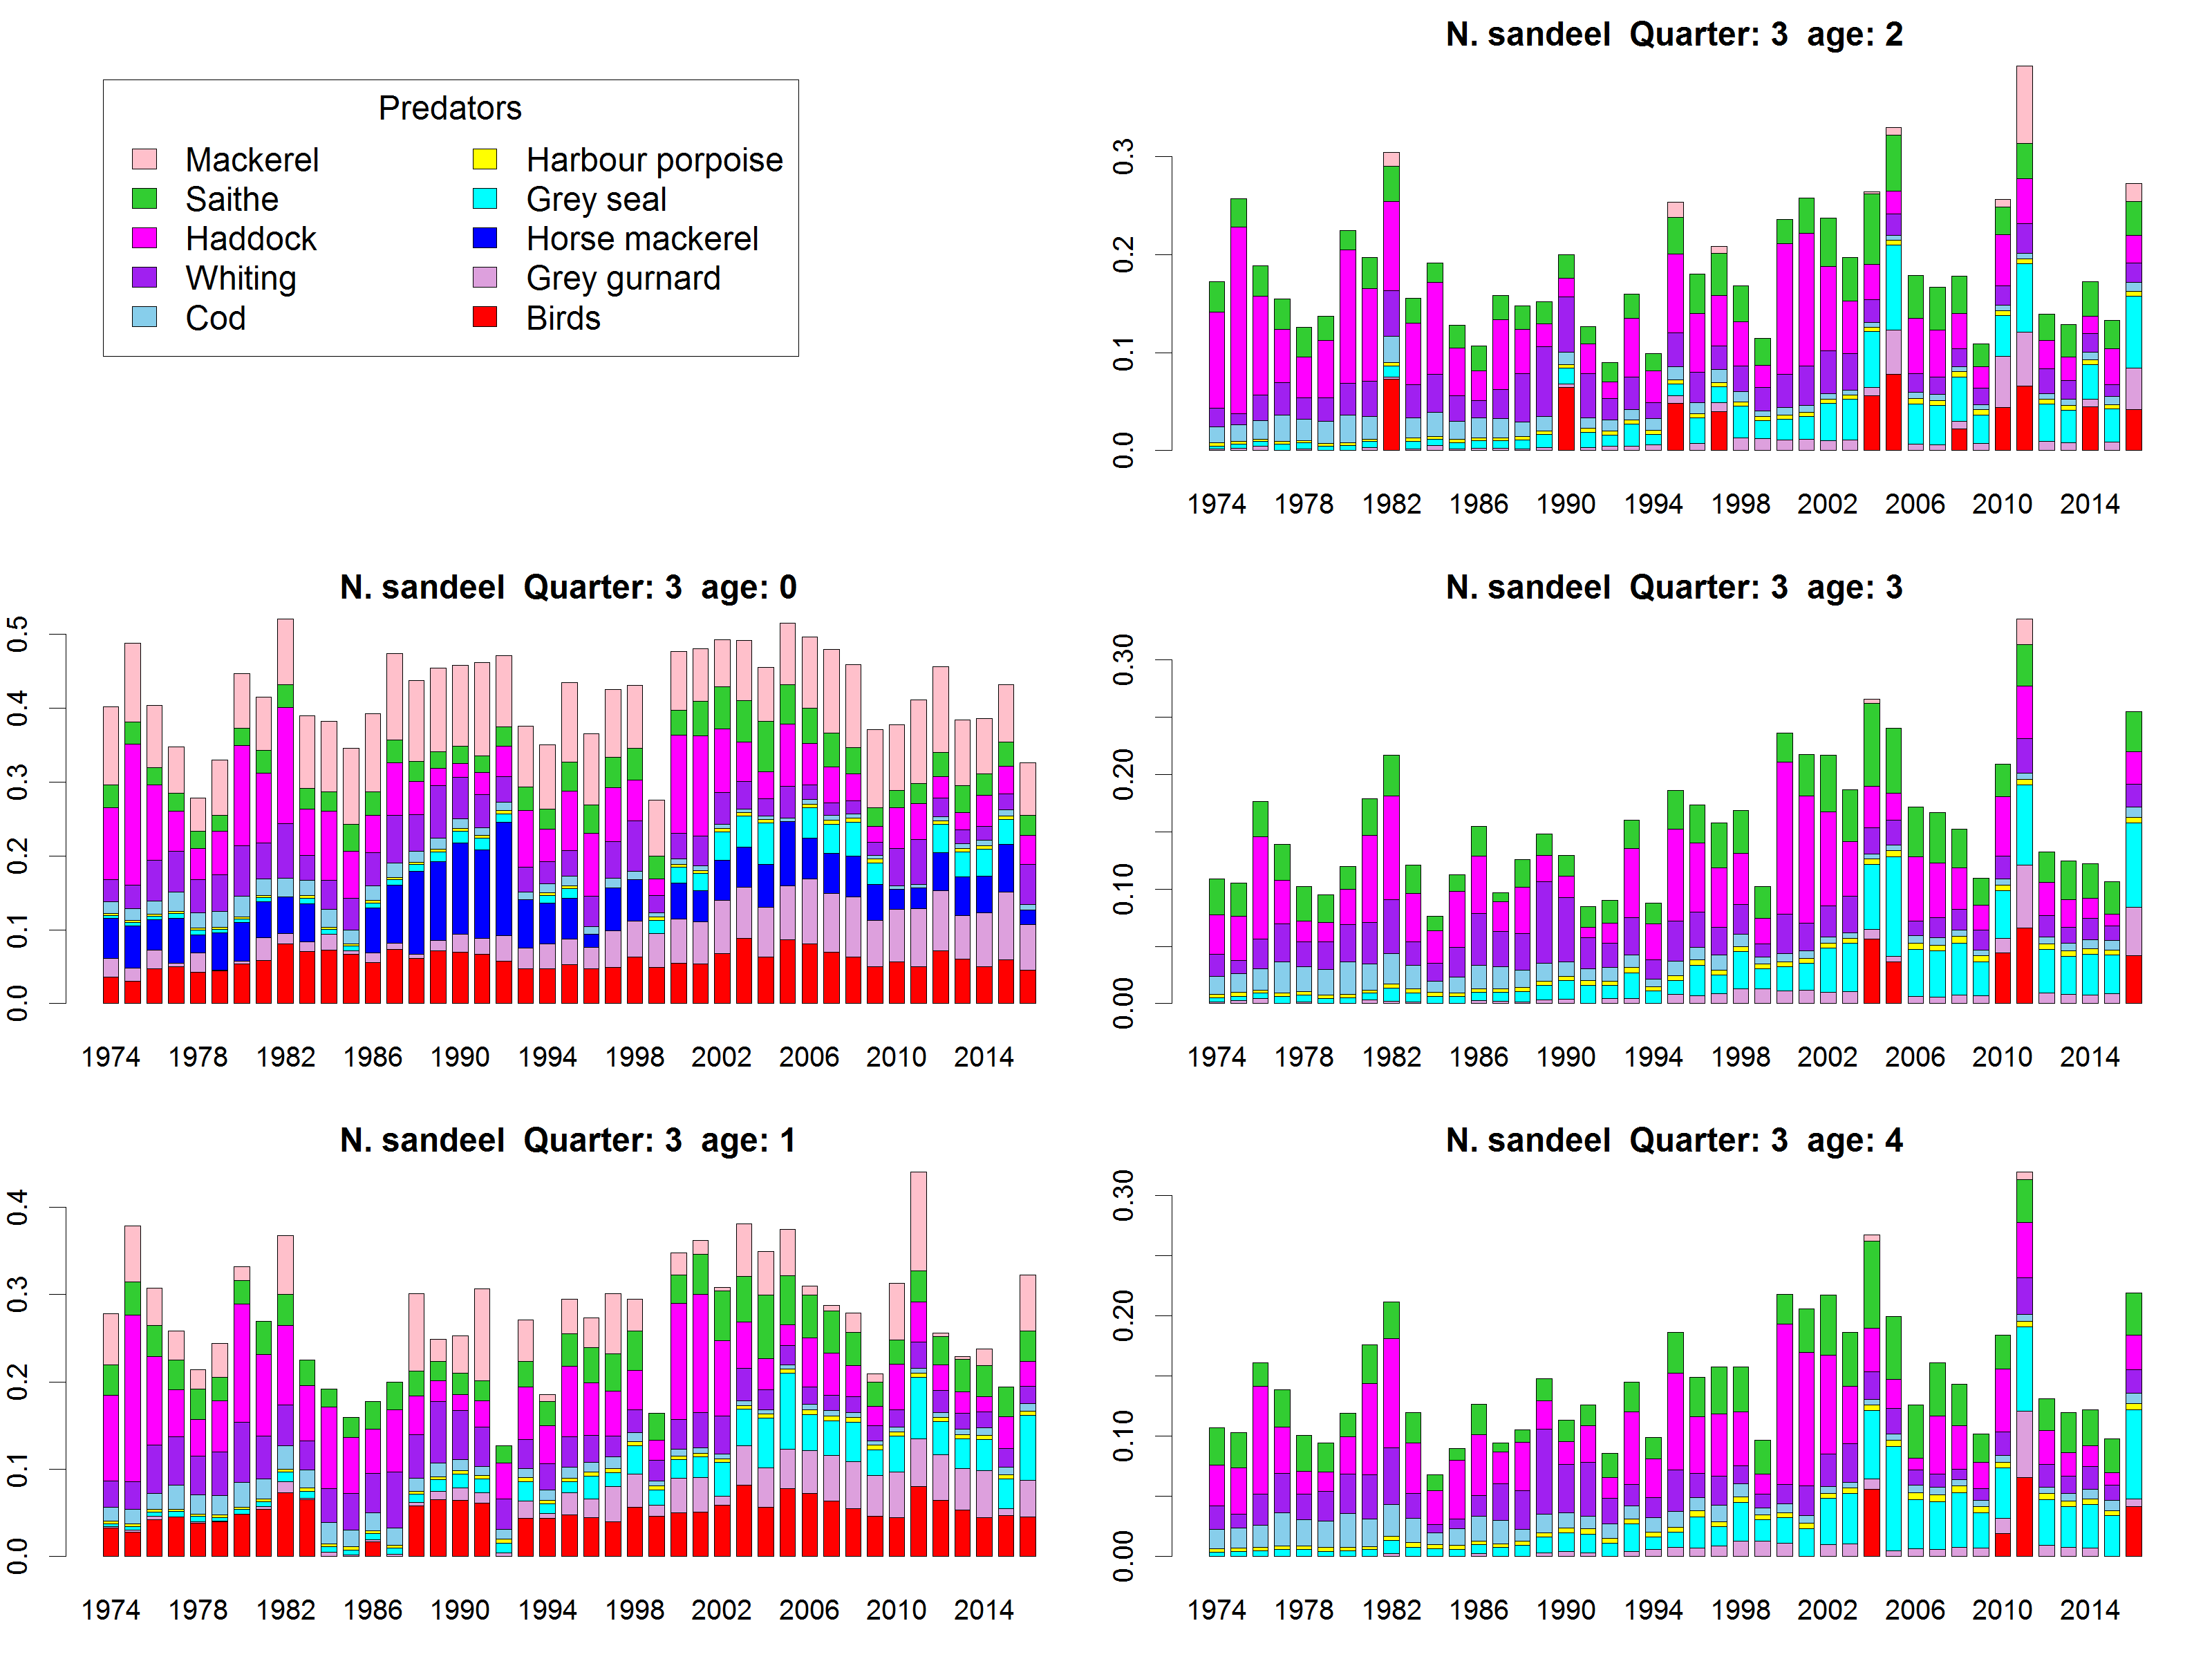 Predators
Mackerel
Saithe
Haddock
Whiting
Cod
Harbour porpoise
Grey seal
Horse mackerel
Grey gurnard
Birds
N. sandeel Quarter: 3 age: 2
0.0 0.1 0.2 0.3
1974 1978 1982 1986 1990 1994 1998 2002 2006 2010 2014
N. sandeel Quarter: 3 age: 0
0.0 0.1 0.2 0.3 0.4 0.5
1974 1978 1982 1986 1990 1994 1998 2002 2006 2010 2014
N. sandeel Quarter: 3 age: 3
0.00 0.10 0.20 0.30
1974 1978 1982 1986 1990 1994 1998 2002 2006 2010 2014
N. sandeel Quarter: 3 age: 1
0.0 0.1 0.2 0.3 0.4
1974 1978 1982 1986 1990 1994 1998 2002 2006 2010 2014
N. sandeel Quarter: 3 age: 4
0.00 0.10 0.20 0.30
1974 1978 1982 1986 1990 1994 1998 2002 2006 2010 2014